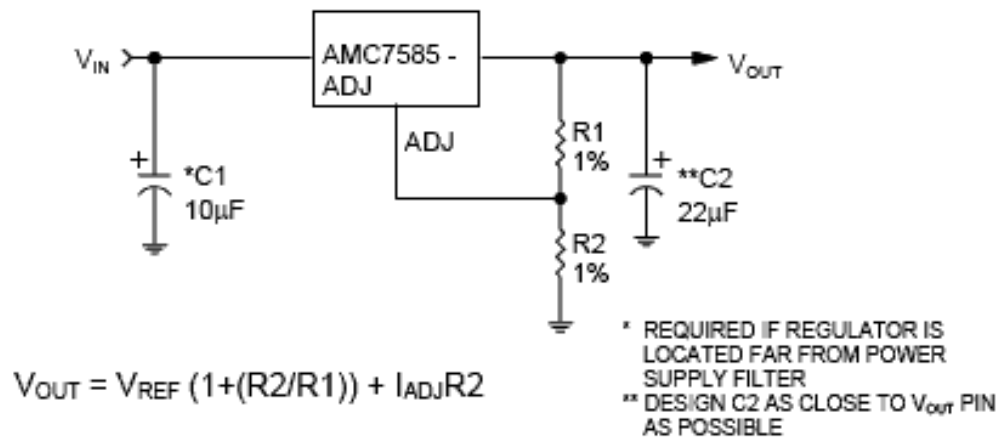 VIN
AMC7585 -
ADJ
VOUT
ADJ
R1
1%
+
*C1
10μF
+
**C2
22μF
R2
1%
* REQUIRED IF REGULATOR IS
LOCATED FAR FROM POWER
SUPPLY FILTER
** DESIGN C2 AS CLOSE TO VOUT PIN
AS POSSIBLE
VOUT = VREF (1+(R2/R1)) + IADJR2